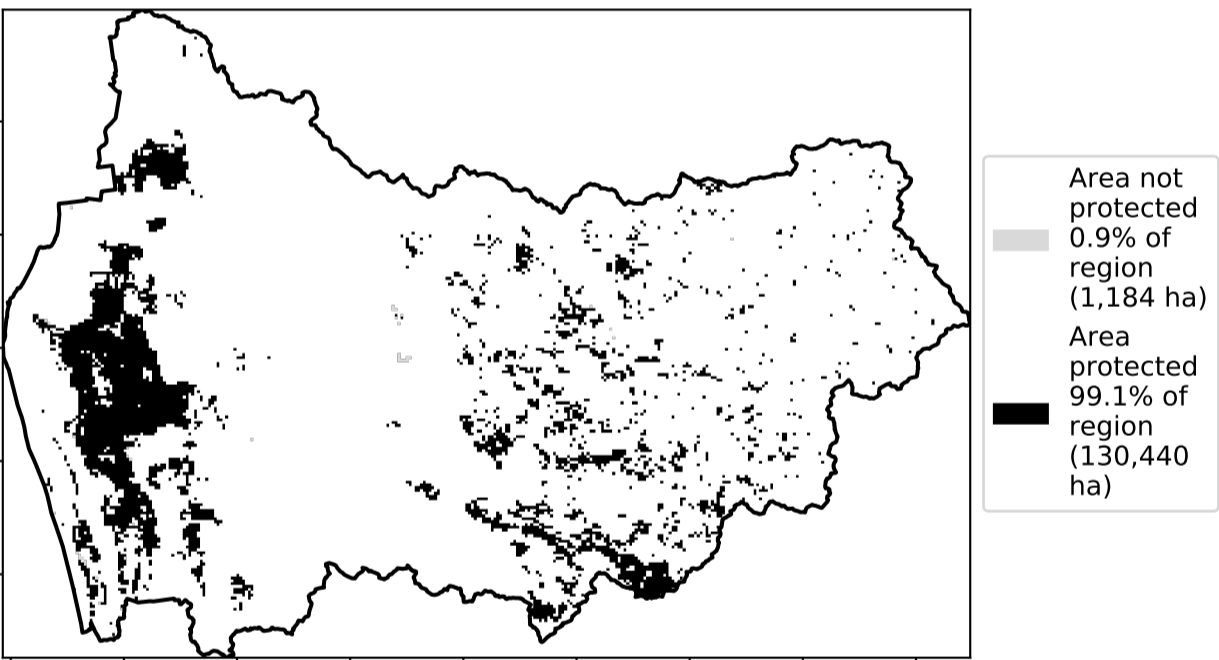 Area not
protected
0.9% of
region
(1,184 ha)
Area
protected
99.1% of
region
(130,440
ha)